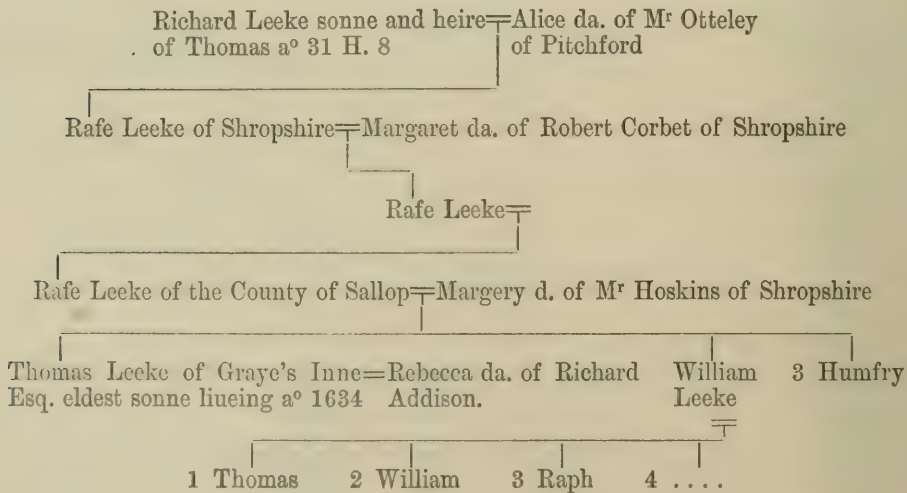 Richard Leeke sonne and heire=Alice da. of Mr Otteley
of Thomas ao 31 H. 8 of Pitchford
Rafe Leeke of Shropshire=Margaret da. of Robert Corbet of Shropshire
Rafe Leeke=
Rafe Leeke of the County of Sallop=Margery d. of Mr Hoskins of Shropshire
Thomas Leeke of Graye's Inne=Rebecca da. of Richard William 3 Humfry
Esq. eldest sonne liueing ao 1634 Addison. Leeke
=
1 Thomas 2 William 3 Raph 4 ....